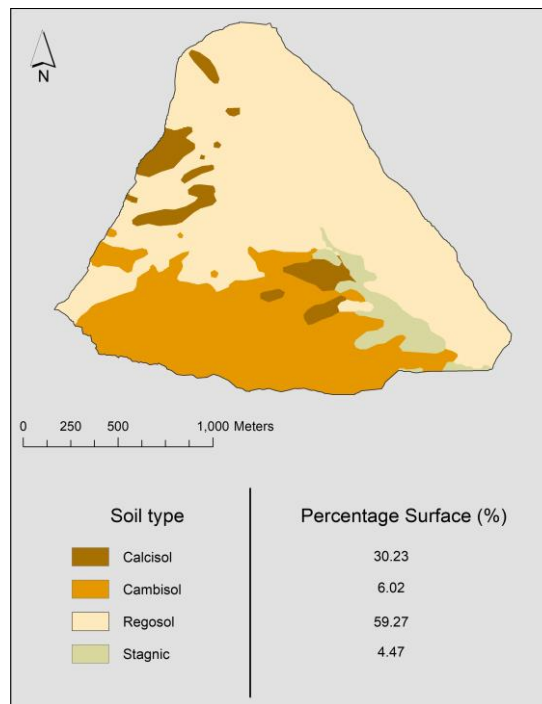 N
0 250 500 1,000 Meters
Soil type Percentage Surface (%)
Calcisol 30.23
Cambisol 6.02
Regosol 59.27
Stagnic 4.47